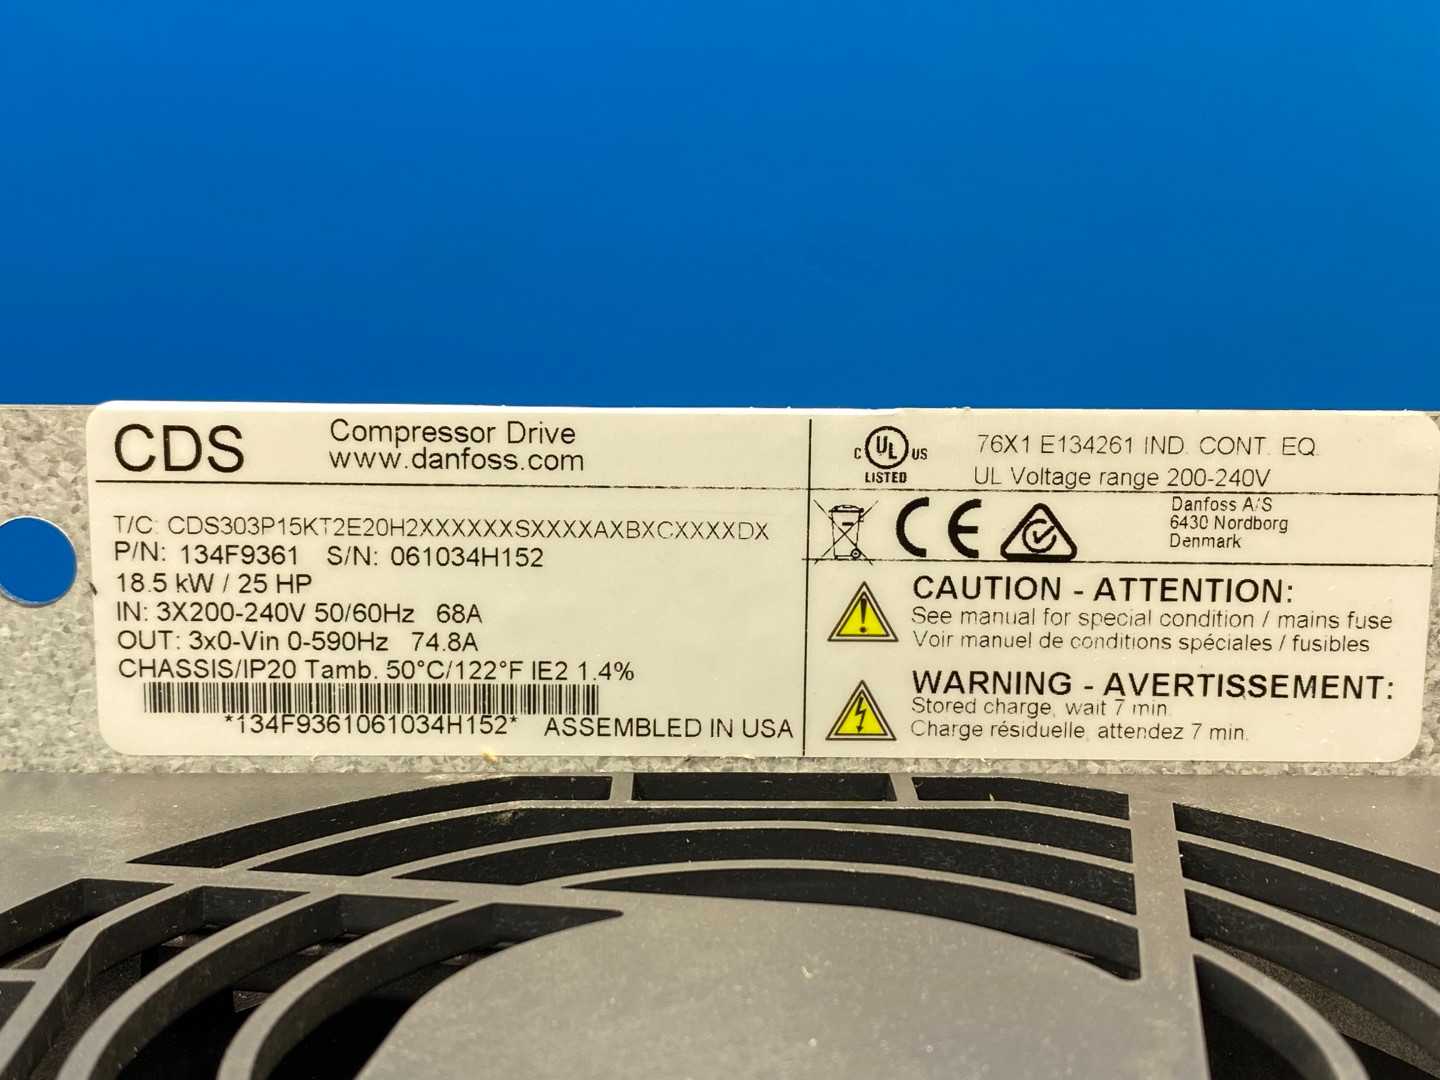 CDS
Compressor Drive
www.danfoss.com
T/C: CDS303P15KT2E20H2XXXXXXSXXXXAXBXCXXXXDX
P/N: 134F9361 S/N: 061034H152
18.5 kW / 25 HP
IN: 3X200-240V 50/60Hz 68A
OUT: 3x0-Vin 0-590Hz 74.8A
CHASSIS/IP20 Tamb. 50°C/122°F IE2 1.4%
*134F9361061034H152* ASSEMBLED IN USA
C UL US
LISTED
76X1 E134261 IND. CONT. EQ.
UL Voltage range 200-240V
CE
Danfoss A/S
6430 Nordborg
Denmark
CAUTION - ATTENTION:
See manual for special condition / mains fuse
Voir manuel de conditions spéciales / fusibles
WARNING - AVERTISSEMENT:
Stored charge, wait 7 min.
Charge résiduelle, attendez 7 min.